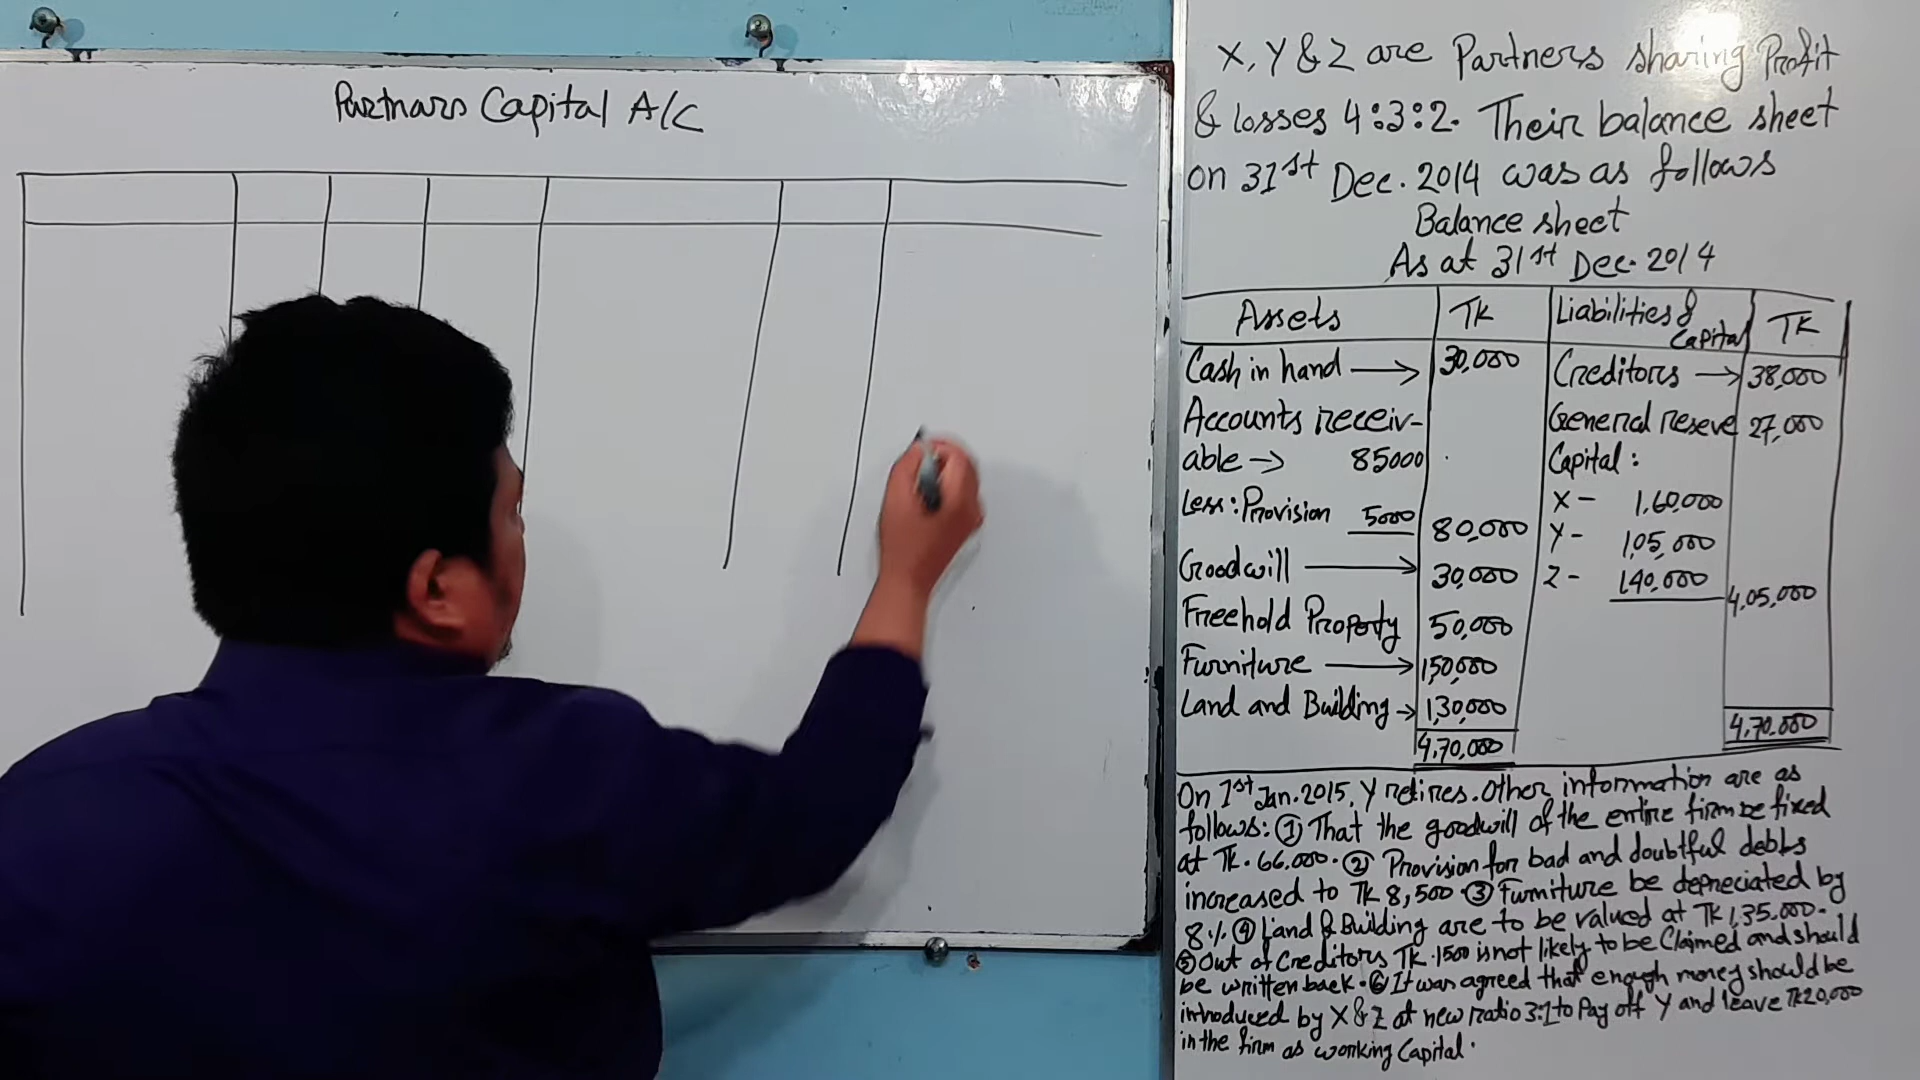 Partnars Capital A/C
X, Y & Z are Partners sharing Profit
& losses 4:3:2. Their balance sheet
on 31st Dec. 2014 was as follows
Balance sheet
As at 31st Dec. 2014
Assets TK Liabilities & Capital TK
Cash in hand → 30,000 Creditors → 38,000
Accounts receiv- General reseve 27,000
able → 85000 Capital:
Less: Provision 5000 80,000 X - 1,60,000
Y - 1,05,000
Goodwill → 30,000 Z - 1,40,000 4,05,000
Freehold Property 50,000
Furniture → 1,50,000
Land and Building → 1,30,000
4,70,000 4,70,000
On 1st Jan. 2015, Y retires. Other information are as
follows: ① That the goodwill of the entire firm be fixed
at TK. 66.000. ② Provision for bad and doubtful debts
increased to TK 8,500 ③ Furniture be depreciated by
8%. ④ Land & Building are to be valued at TK 1,35.000.
⑤ Out of Creditors TK. 1500 is not likely to be Claimed and should
be written back. ⑥ It was agreed that enough money should be
introduced by X & Z at new ratio 3:1 to Pay off Y and leave TK 20,000
in the firm as working Capital.